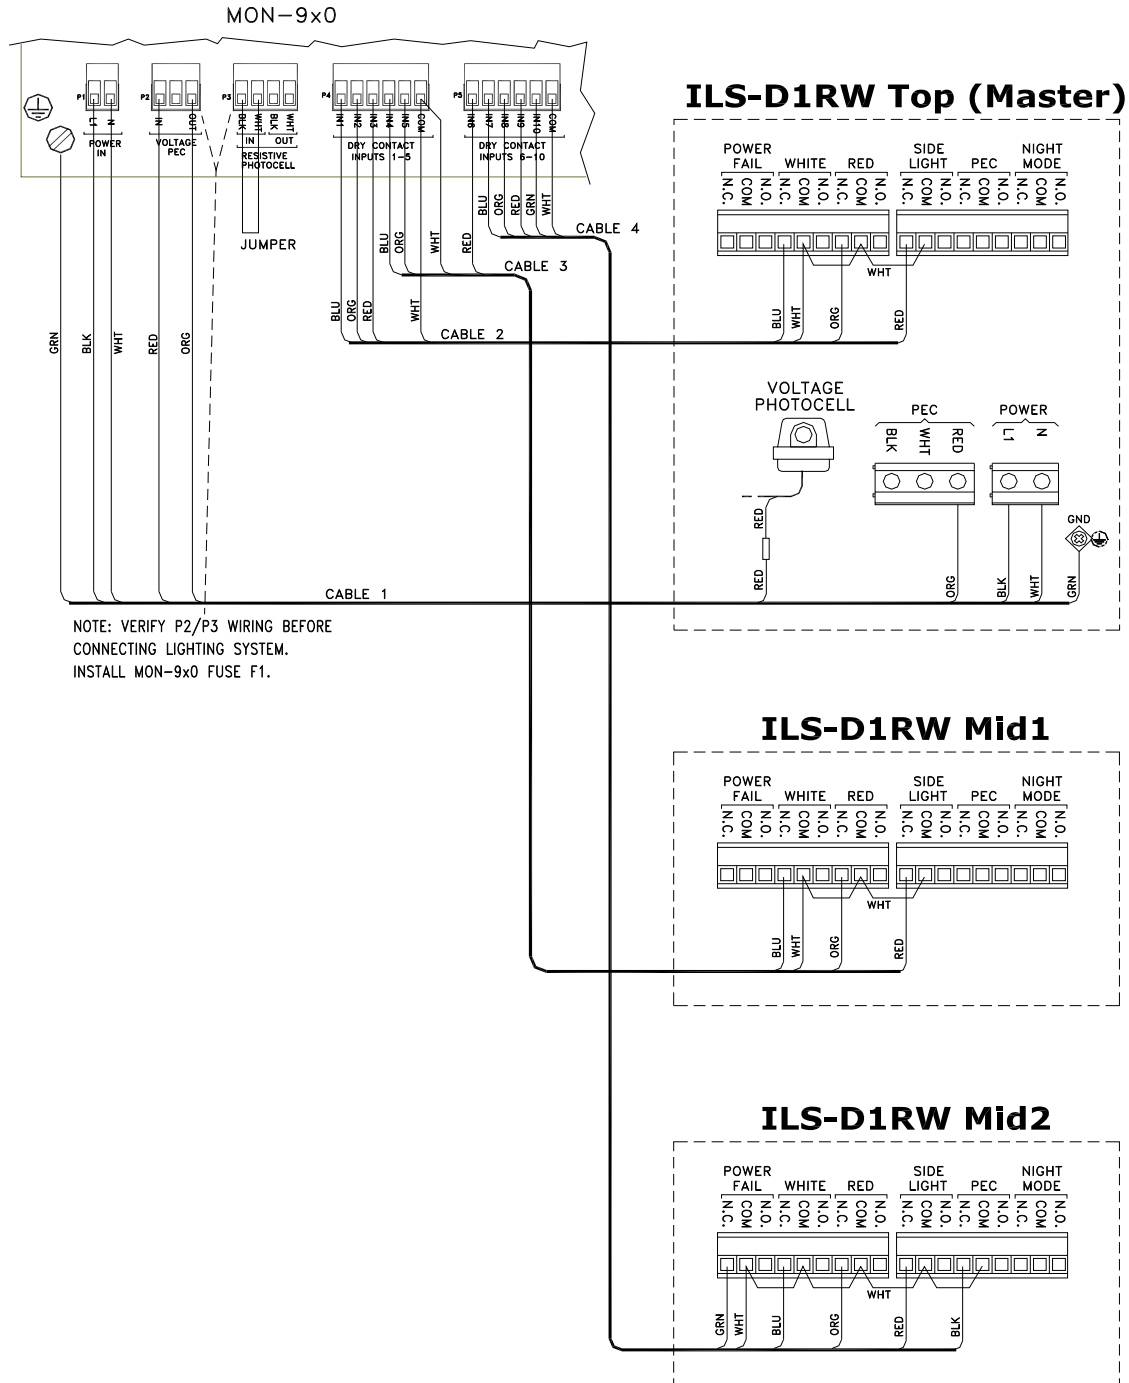 MON-9x0
P1
P2
P3
P4
P5
L1
N
IN
OUT
BLK
WHT
BLK
WHT
IN1
IN2
IN3
IN4
IN5
COM
IN6
IN7
IN8
IN9
IN10
COM
POWER
IN
VOLTAGE
PEC
IN
OUT
RESISTIVE
PHOTOCELL
DRY CONTACT
INPUTS 1-5
DRY CONTACT
INPUTS 6-10
JUMPER
BLU
ORG
WHT
RED
BLU
ORG
RED
GRN
WHT
CABLE 4
CABLE 3
GRN
BLK
WHT
RED
ORG
BLU
ORG
RED
WHT
CABLE 2
CABLE 1
NOTE: VERIFY P2/P3 WIRING BEFORE
CONNECTING LIGHTING SYSTEM.
INSTALL MON-9x0 FUSE F1.
ILS-D1RW Top (Master)
POWER
FAIL
WHITE
RED
SIDE
LIGHT
PEC
NIGHT
MODE
N.C. COM N.O. N.C. COM N.O. N.C. COM N.O. N.C. COM N.O. N.C. COM N.O. N.C. COM N.O.
WHT
BLU
WHT
ORG
RED
VOLTAGE
PHOTOCELL
PEC
BLK
WHT
RED
POWER
L1
N
GND
RED
RED
ORG
BLK
WHT
GRN
ILS-D1RW Mid1
POWER
FAIL
WHITE
RED
SIDE
LIGHT
PEC
NIGHT
MODE
N.C. COM N.O. N.C. COM N.O. N.C. COM N.O. N.C. COM N.O. N.C. COM N.O. N.C. COM N.O.
WHT
BLU
WHT
ORG
RED
ILS-D1RW Mid2
POWER
FAIL
WHITE
RED
SIDE
LIGHT
PEC
NIGHT
MODE
N.C. COM N.O. N.C. COM N.O. N.C. COM N.O. N.C. COM N.O. N.C. COM N.O. N.C. COM N.O.
WHT
GRN
WHT
BLU
ORG
RED
BLK